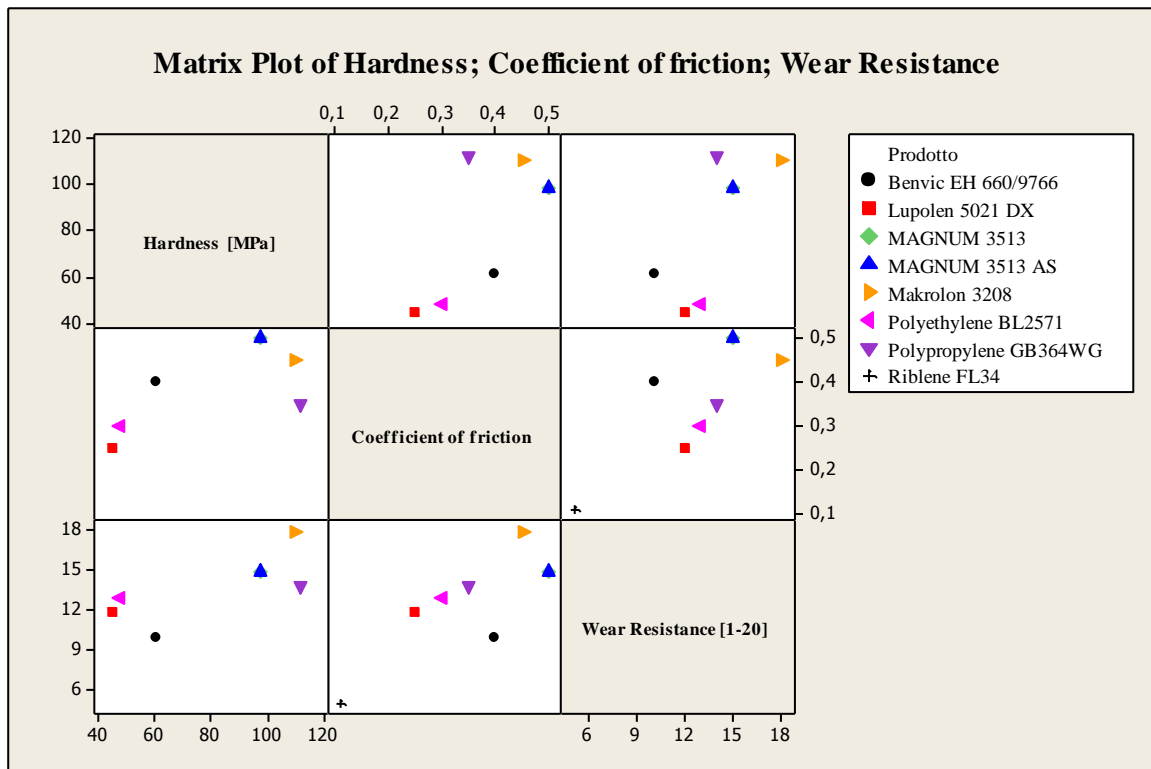 Matrix Plot of Hardness; Coefficient of friction; Wear Resistance
0,1 0,2 0,3 0,4 0,5
120
100
80
60
40
Hardness [MPa]
Prodotto
Benvic EH 660/9766
Lupolen 5021 DX
MAGNUM 3513
MAGNUM 3513 AS
Makrolon 3208
Polyethylene BL2571
Polypropylene GB364WG
Riblene FL34
Coefficient of friction
0,5
0,4
0,3
0,2
0,1
18
15
12
9
6
Wear Resistance [1-20]
40 60 80 100 120
6 9 12 15 18